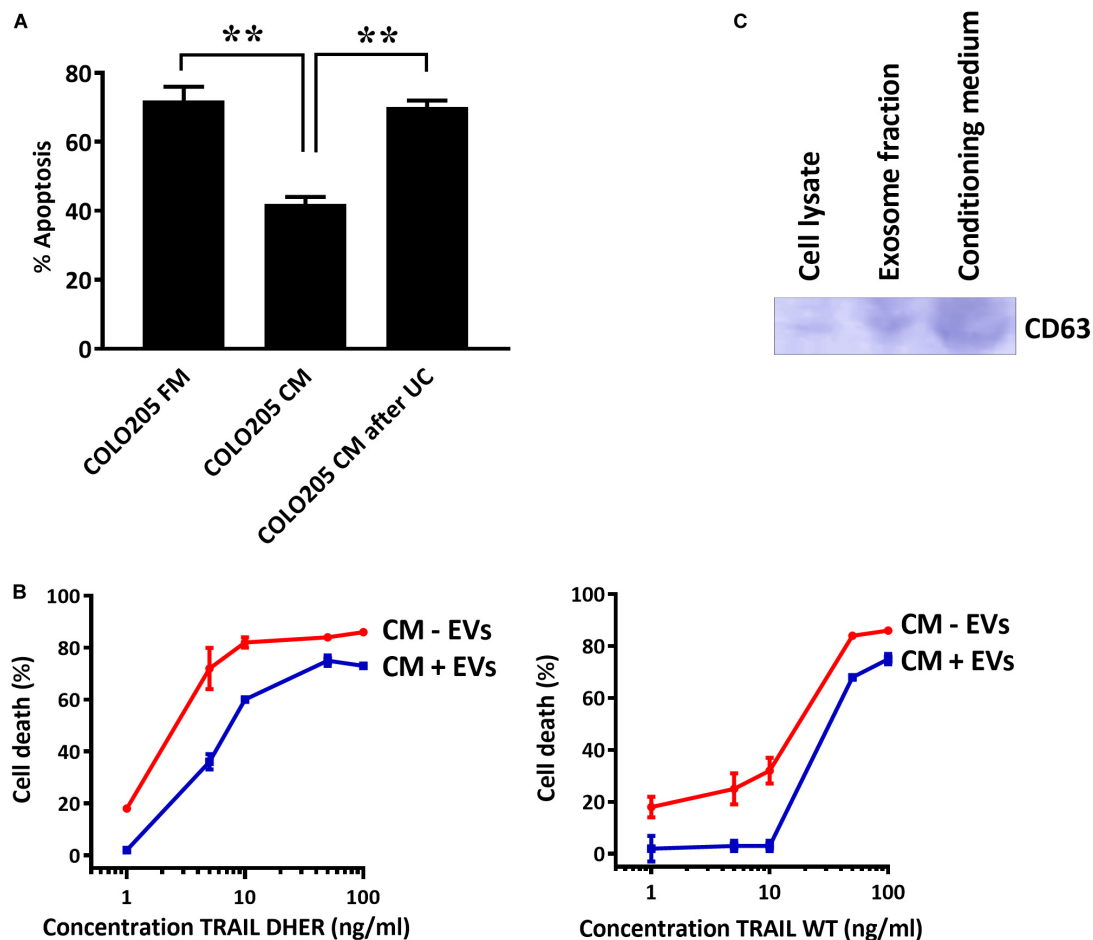 A
** **
80
60
40
20
0
% Apoptosis
COLO205 FM
COLO205 CM
COLO205 CM after UC
C
Cell lysate
Exosome fraction
Conditioning medium
CD63
B
100
80
60
40
20
0
Cell death (%)
CM - EVs
CM + EVs
1 10 100
Concentration TRAIL DHER (ng/ml)
100
80
60
40
20
0
Cell death (%)
CM - EVs
CM + EVs
1 10 100
Concentration TRAIL WT (ng/ml)